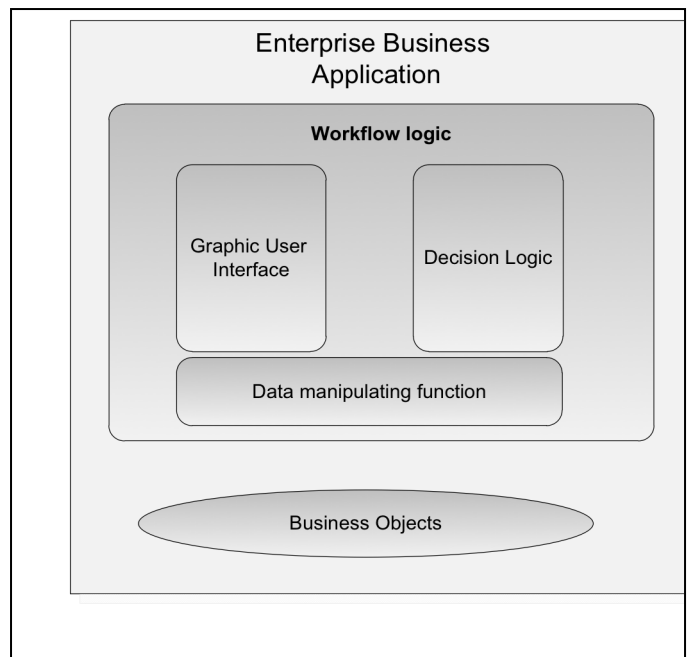 Enterprise Business
Application
Workflow logic
Graphic User
Interface
Decision Logic
Data manipulating function
Business Objects